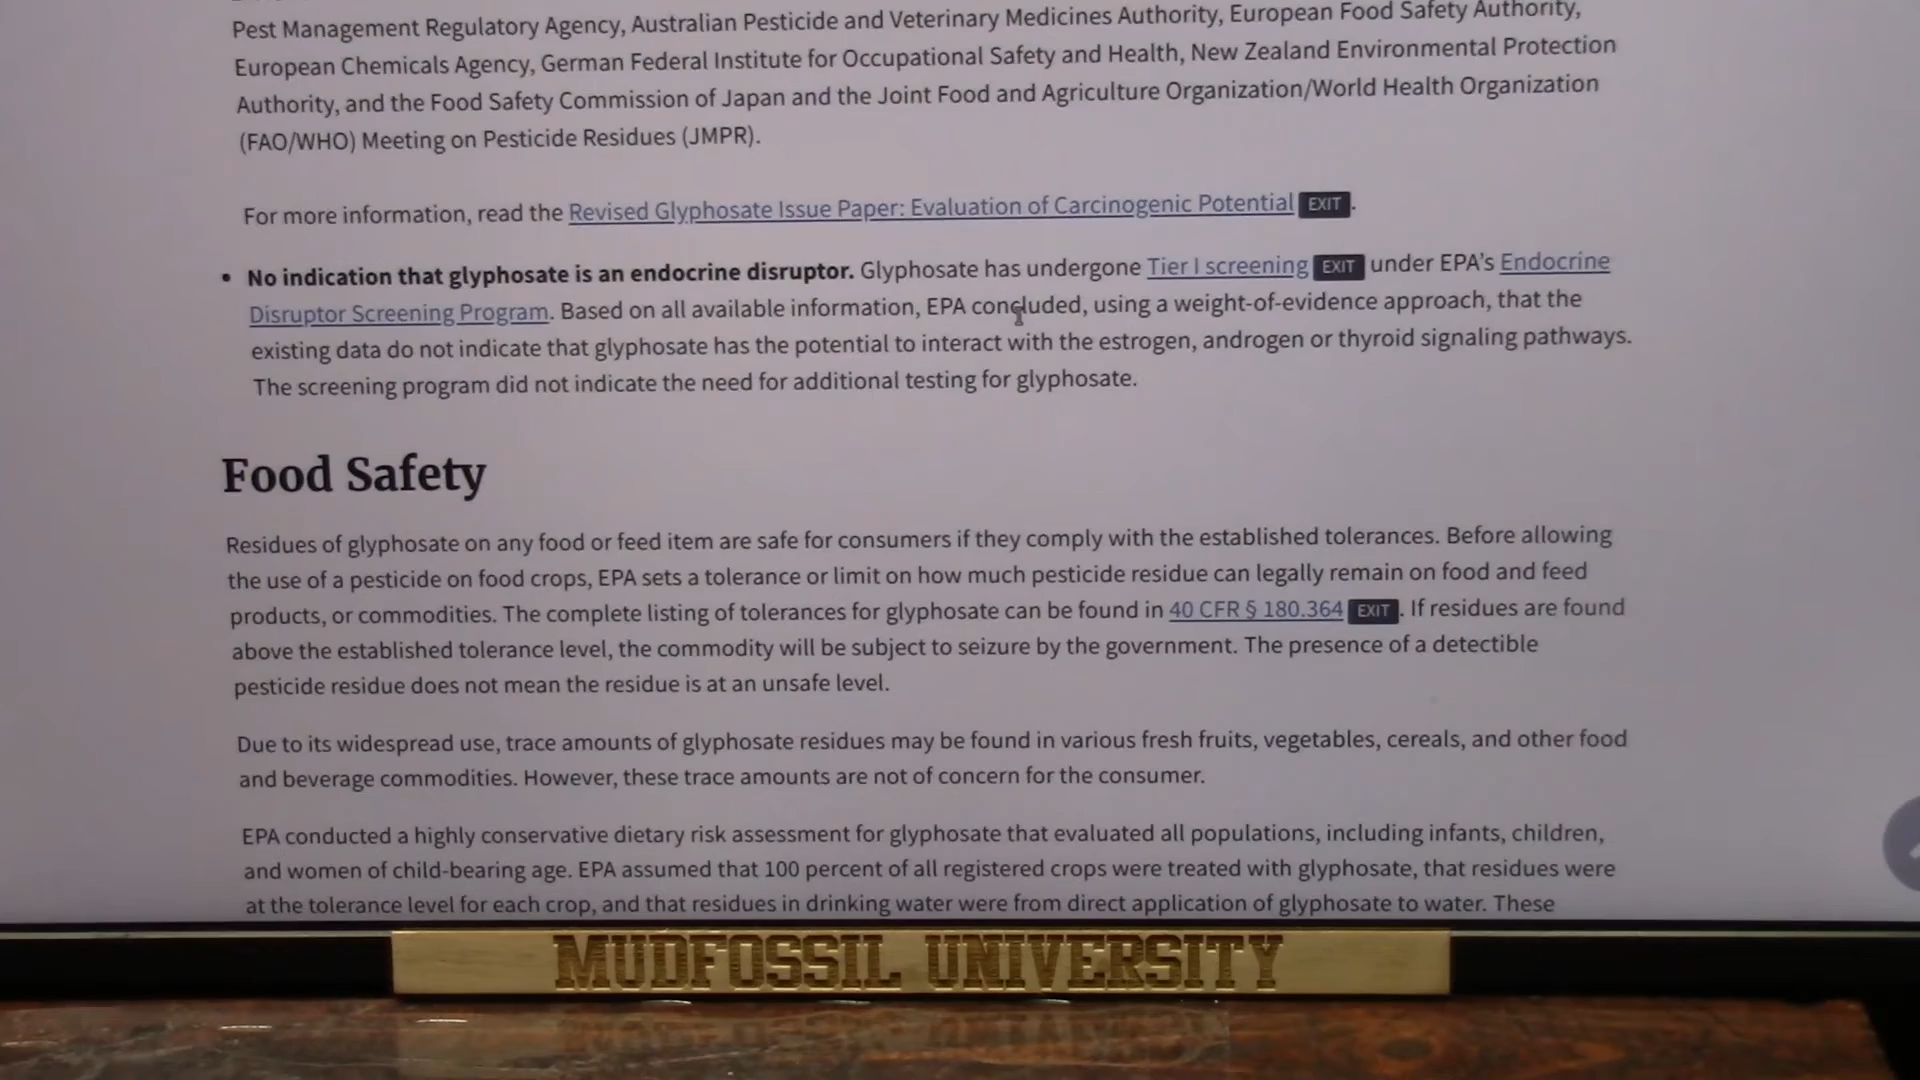 Pest Management Regulatory Agency, Australian Pesticide and Veterinary Medicines Authority, European Food Safety Authority,
European Chemicals Agency, German Federal Institute for Occupational Safety and Health, New Zealand Environmental Protection
Authority, and the Food Safety Commission of Japan and the Joint Food and Agriculture Organization/World Health Organization
(FAO/WHO) Meeting on Pesticide Residues (JMPR).
For more information, read the Revised Glyphosate Issue Paper: Evaluation of Carcinogenic Potential EXIT.
• No indication that glyphosate is an endocrine disruptor. Glyphosate has undergone Tier I screening EXIT under EPA's Endocrine
Disruptor Screening Program. Based on all available information, EPA concluded, using a weight-of-evidence approach, that the
existing data do not indicate that glyphosate has the potential to interact with the estrogen, androgen or thyroid signaling pathways.
The screening program did not indicate the need for additional testing for glyphosate.
Food Safety
Residues of glyphosate on any food or feed item are safe for consumers if they comply with the established tolerances. Before allowing
the use of a pesticide on food crops, EPA sets a tolerance or limit on how much pesticide residue can legally remain on food and feed
products, or commodities. The complete listing of tolerances for glyphosate can be found in 40 CFR § 180.364 EXIT. If residues are found
above the established tolerance level, the commodity will be subject to seizure by the government. The presence of a detectible
pesticide residue does not mean the residue is at an unsafe level.
Due to its widespread use, trace amounts of glyphosate residues may be found in various fresh fruits, vegetables, cereals, and other food
and beverage commodities. However, these trace amounts are not of concern for the consumer.
EPA conducted a highly conservative dietary risk assessment for glyphosate that evaluated all populations, including infants, children,
and women of child-bearing age. EPA assumed that 100 percent of all registered crops were treated with glyphosate, that residues were
at the tolerance level for each crop, and that residues in drinking water were from direct application of glyphosate to water. These
MUDFOSSIL UNIVERSITY